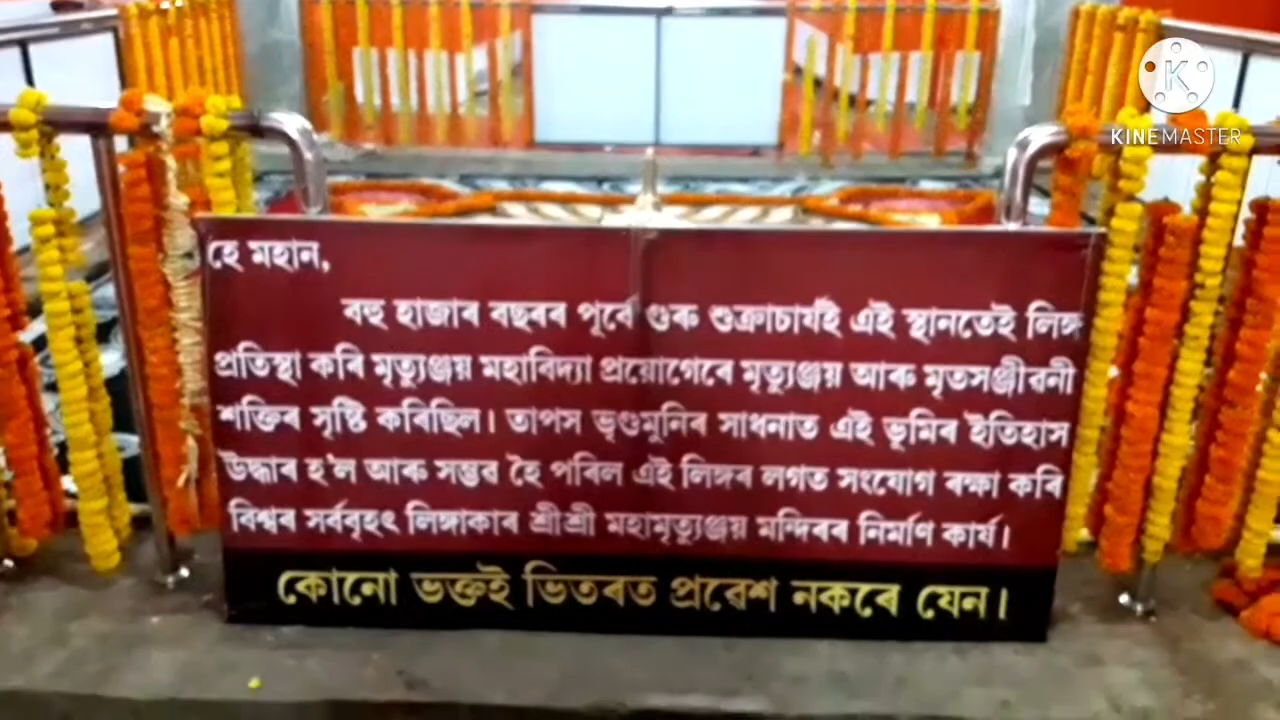 KINEMASTER
হে মহান,
বহু হাজাৰ বছৰৰ পূৰ্বে গুৰু শুক্ৰাচাৰ্যই এই স্থানতেই লিঙ্গ
প্ৰতিস্থা কৰি মৃত্যুঞ্জয় মহাবিদ্যা প্ৰয়োগেৰে মৃত্যুঞ্জয় আৰু মৃতসঞ্জীৱনী
শক্তিৰ সৃষ্টি কৰিছিল। তাপস ভৃগুমুনিৰ সাধনাত এই ভূমিৰ ইতিহাস
উদ্ধাৰ হ'ল আৰু সম্ভৱ হৈ পৰিল এই লিঙ্গৰ লগত সংযোগ ৰক্ষা কৰি
বিশ্বৰ সৰ্ববৃহৎ লিঙ্গাকাৰ শ্ৰীশ্ৰী মহামৃত্যুঞ্জয় মন্দিৰৰ নিৰ্মাণ কাৰ্য।
কোনো ভক্তই ভিতৰত প্ৰৱেশ নকৰে যেন।